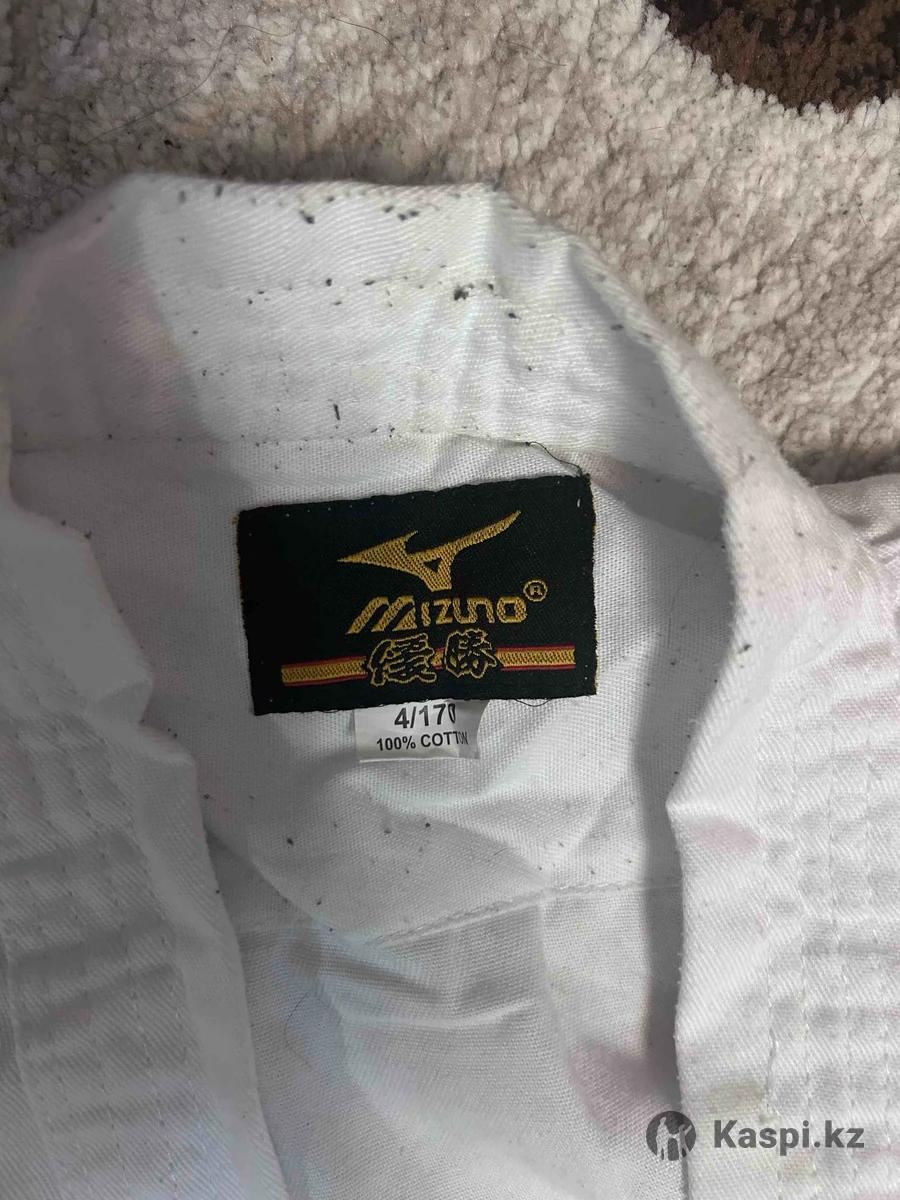 MIZUNO®
優勝
4/170
100% COTTON
Kaspi.kz